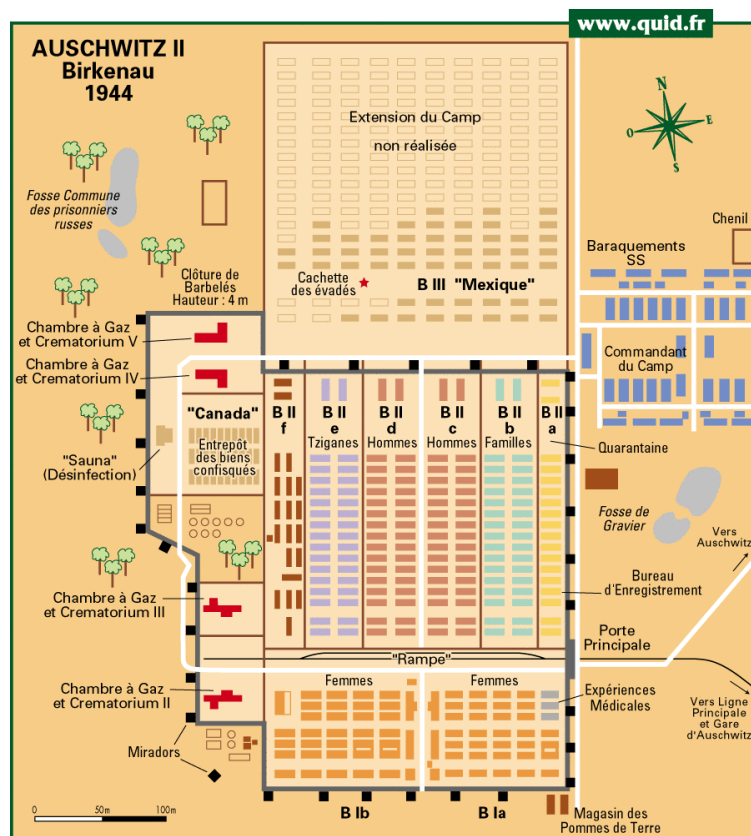 www.quid.fr
AUSCHWITZ II
Birkenau
1944
Extension du Camp
non réalisée
N
O
E
S
Fosse Commune
des prisonniers
russes
Chenil
Baraquements
SS
Clôture de
Barbelés
Hauteur : 4 m
Cachette
des évadés
B III "Mexique"
Chambre à Gaz
et Crematorium V
Chambre à Gaz
et Crematorium IV
Commandant
du Camp
"Canada"
Entrepôt
des biens
confisqués
B II
f
B II
e
Tziganes
B II
d
Hommes
B II
c
Hommes
B II
b
Familles
B II
a
Quarantaine
"Sauna"
(Désinfection)
Fosse de
Gravier
Vers
Auschwitz
Chambre à Gaz
et Crematorium III
Bureau
d'Enregistrement
Porte
Principale
"Rampe"
Chambre à Gaz
et Crematorium II
Femmes
Femmes
Expériences
Médicales
Vers Ligne
Principale
et Gare
d'Auschwitz
Miradors
0
50m
100m
B Ib
B Ia
Magasin des
Pommes de Terre